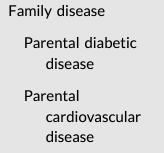 Family disease
Parental diabetic
disease
Parental
cardiovascular
disease